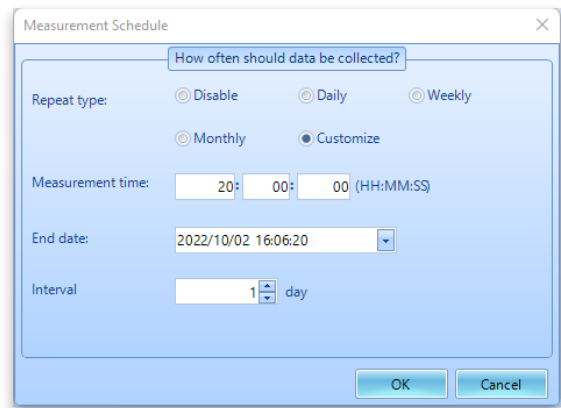 Measurement Schedule
How often should data be collected?
Repeat type: Disable Daily Weekly
Monthly Customize
Measurement time: 20: 00: 00 (HH:MM:SS)
End date: 2022/10/02 16:06:20
Interval 1 day
OK Cancel